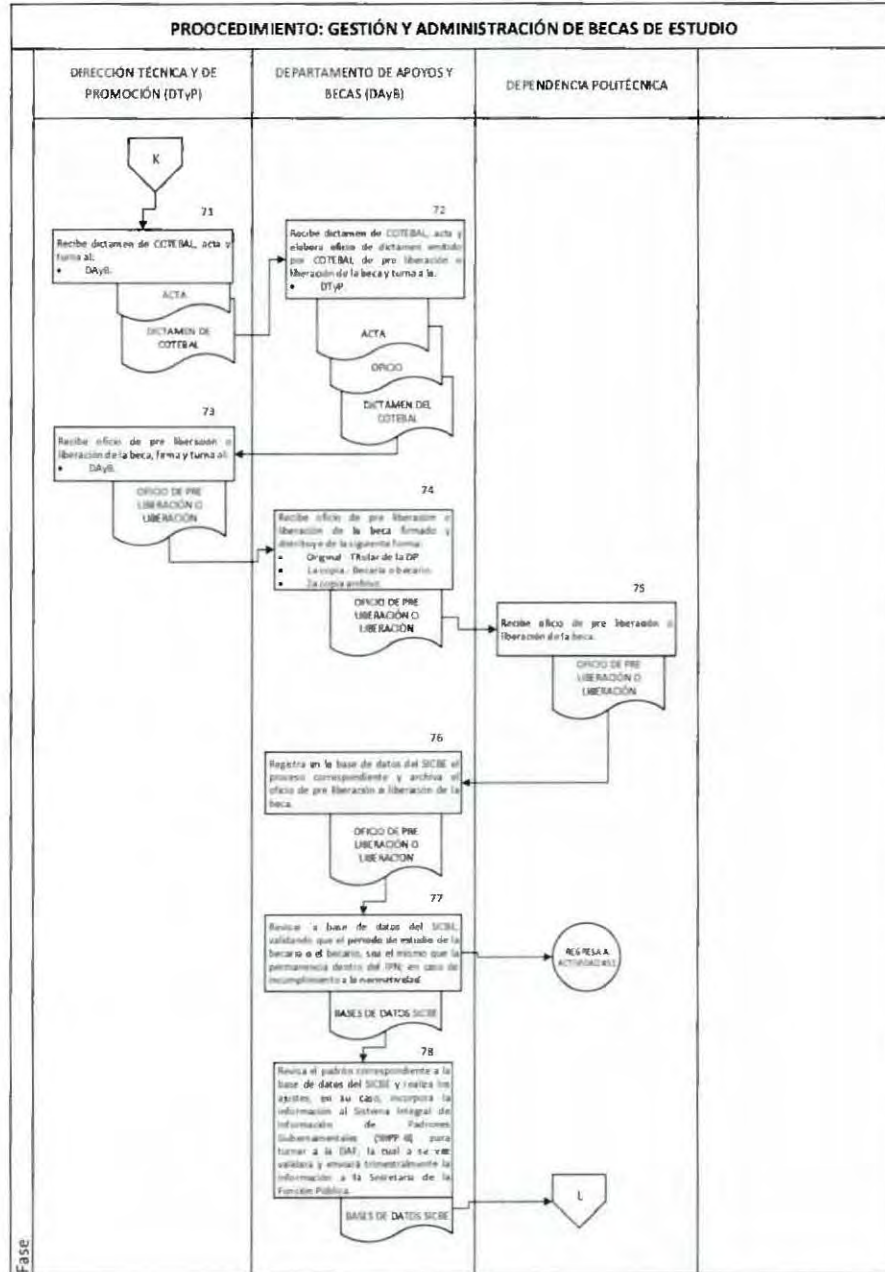 PROOCEDIMIENTO: GESTIÓN Y ADMINISTRACIÓN DE BECAS DE ESTUDIO
DIRECCIÓN TÉCNICA Y DE
PROMOCIÓN (DTyP)
DEPARTAMENTO DE APOYOS Y
BECAS (DAyB)
DEPENDENCIA POLITÉCNICA
K
71
Recibe dictamen de COTEBAL, acta y
turna al:
• DAyB.
ACTA
DICTAMEN DE
COTEBAL
72
Recibe dictamen de COTEBAL, acta y
elabora oficio de dictamen emitido
por COTEBAL de pre liberación o
liberación de la beca y turna a la.
• DTyP.
ACTA
OFICIO
DICTAMEN DEL
COTEBAL
73
Recibe oficio de pre liberación o
liberación de la beca, firma y turna al:
• DAyB.
OFICIO DE PRE
LIBERACIÓN O
LIBERACIÓN
74
Recibe oficio de pre liberación o
liberación de la beca firmado y
distribuye de la siguiente forma:
• Original - Titular de la DP
• 1a copia - Becaria o becario.
• 2a copia archivo.
OFICIO DE PRE
LIBERACIÓN O
LIBERACIÓN
75
Recibe oficio de pre liberación o
liberación de la beca.
OFICIO DE PRE
LIBERACIÓN O
LIBERACIÓN
76
Registra en la base de datos del SICBE el
proceso correspondiente y archiva el
oficio de pre liberación o liberación de la
beca.
OFICIO DE PRE
LIBERACIÓN O
LIBERACION
77
Revisar la base de datos del SICBE,
validando que el periodo de estudio de la
becaria o el becario, sea el mismo que la
permanencia dentro del IPN; en caso de
incumplimiento a la normatividad
BASES DE DATOS SICBE
REGRESA A
ACTIVIDAD
78
Revisa el padrón correspondiente a la
base de datos del SICBE y realiza los
ajustes, en su caso, incorpora la
información al Sistema Integral de
Información de Padrones
Gubernamentales para
turnar a la DAF, la cual a su vez
validará y enviará trimestralmente la
información a la Secretaría de la
Función Pública.
BASES DE DATOS SICBE
L
Fase